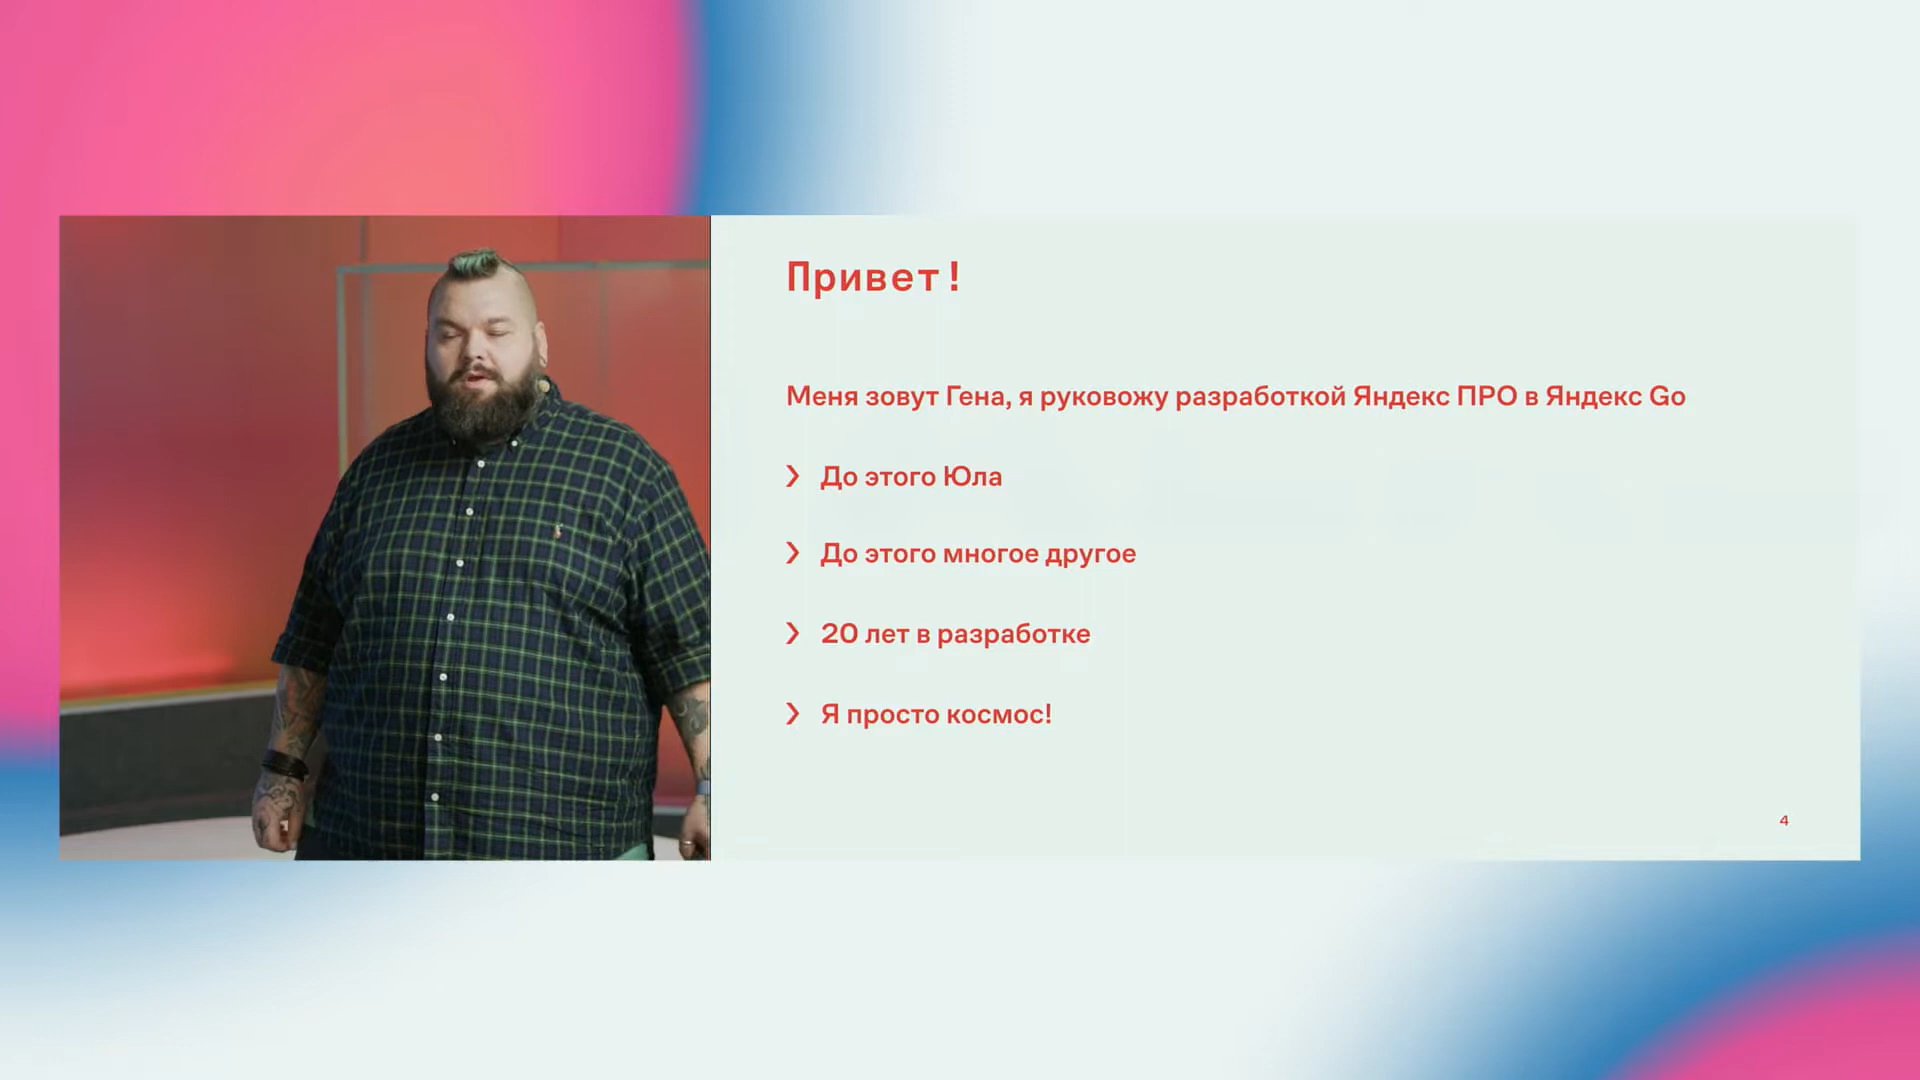 Привет!
Меня зовут Гена, я руковожу разработкой Яндекс ПРО в Яндекс Go
До этого Юла
До этого многое другое
20 лет в разработке
Я просто космос!
4